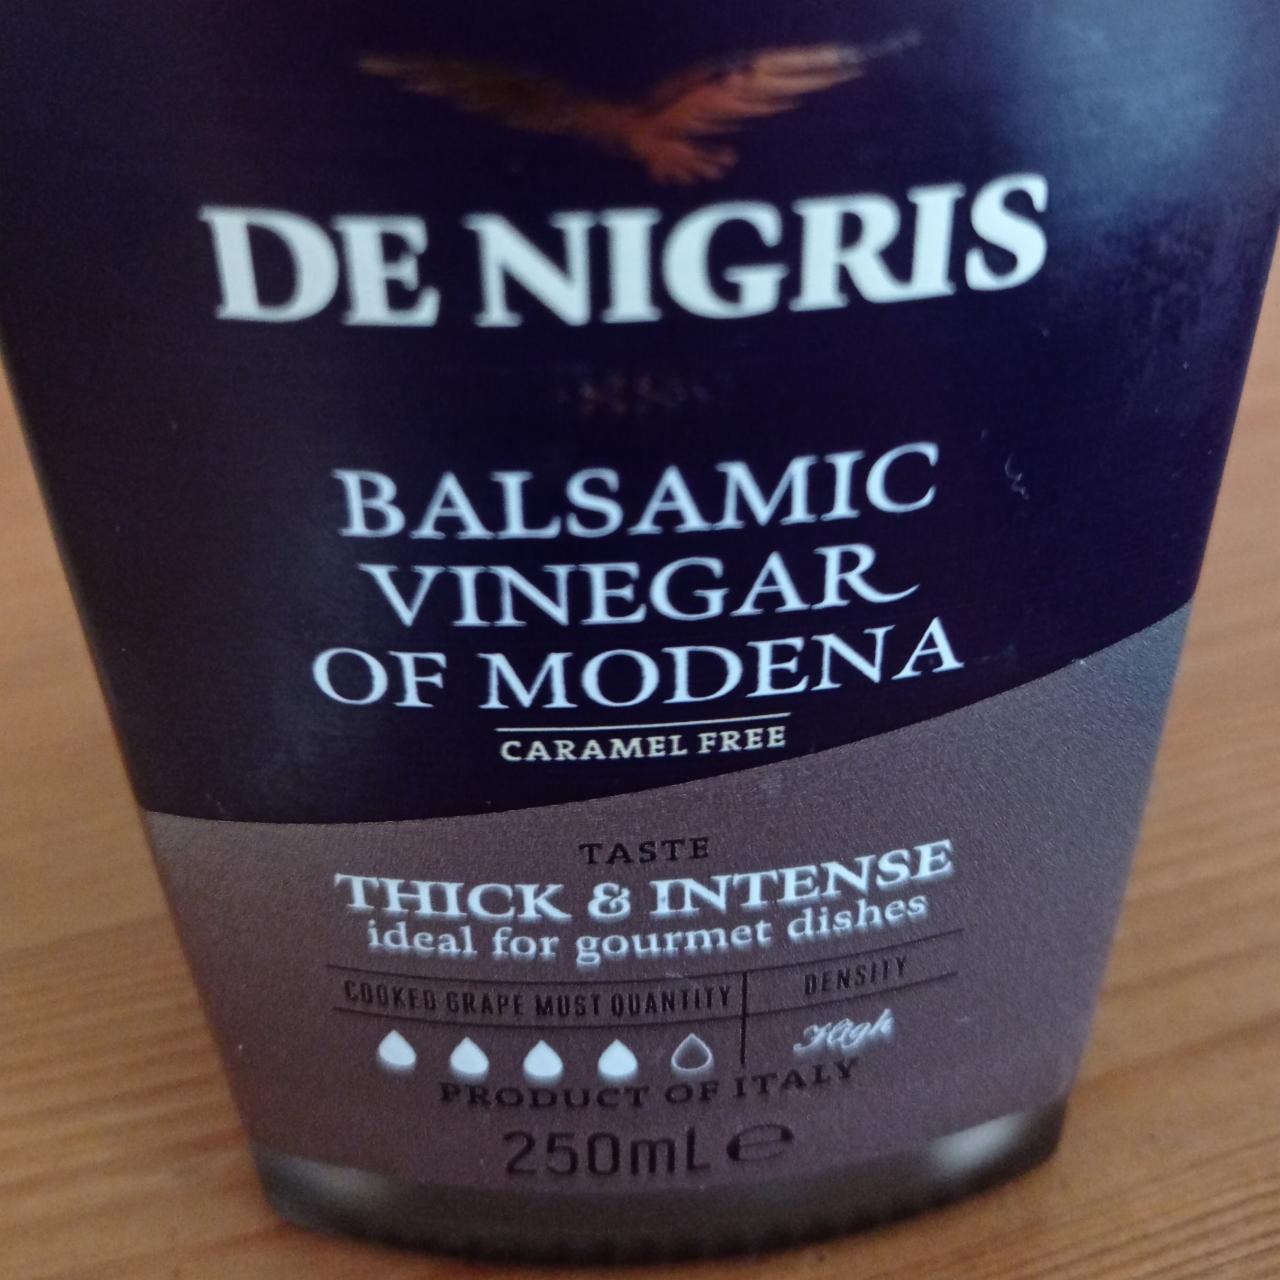 DE NIGRIS
BALSAMIC
VINEGAR
OF MODENA
CARAMEL FREE
TASTE
THICK & INTENSE
ideal for gourmet dishes
COOKED GRAPE MUST QUANTITY
DENSITY
High
PRODUCT OF ITALY
250mL ℮